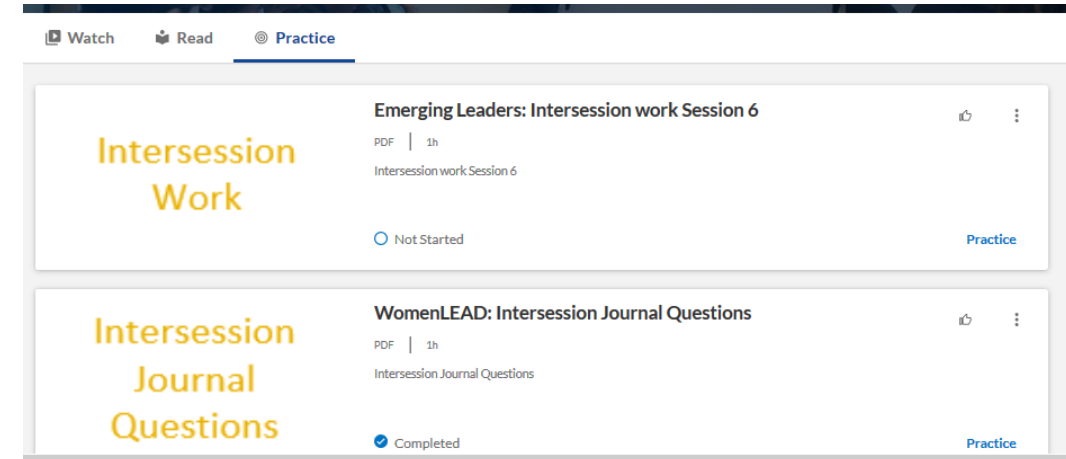 Watch Read Practice
Intersession
Work
Emerging Leaders: Intersession work Session 6
PDF | 1h
Intersession work Session 6
Not Started
Practice
Intersession
Journal
Questions
WomenLEAD: Intersession Journal Questions
PDF | 1h
Intersession Journal Questions
Completed
Practice